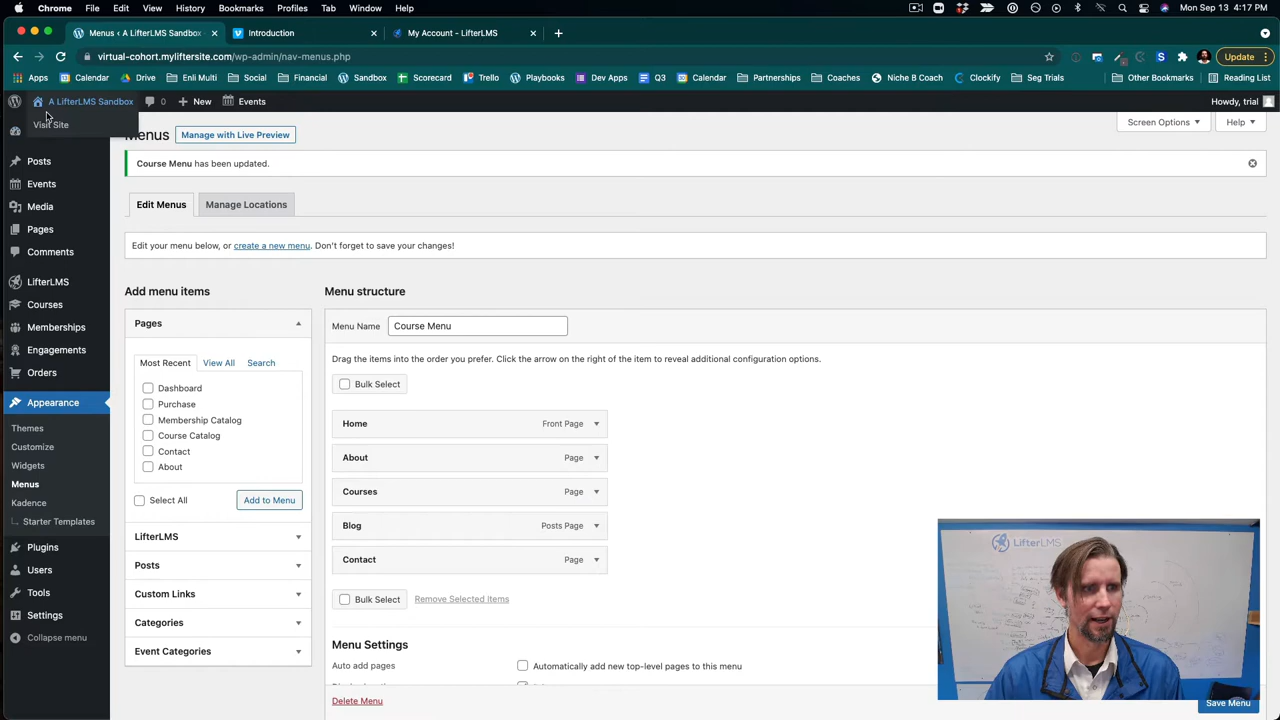 Chrome File Edit View History Bookmarks Profiles Tab Window Help Mon Sep 13 4:17 PM
Menus ‹ A LifterLMS Sandbox Introduction My Account - LifterLMS
virtual-cohort.mylifersite.com/wp-admin/nav-menus.php Update
Apps Calendar Drive Enli Multi Social Financial Sandbox Scorecard Trello Playbooks Dev Apps Q3 Calendar Partnerships Accounting Niche BOO Clockify Seg Trials Reading List
A LifterLMS Sandbox 0 New Events Howdy, trial
Visit Site
Menus Manage with Live Preview Screen Options Help
Course Menu has been updated.
Posts
Events
Media
Pages
Comments
LifterLMS
Courses
Memberships
Engagements
Orders
Appearance
Themes
Customize
Widgets
Menus
Kadence
Starter Templates
Plugins
Users
Tools
Settings
Collapse menu
Edit Menus Manage Locations
Edit your menu below, or create a new menu. Don't forget to save your changes!
Add menu items
Pages
Most Recent View All Search
Dashboard
Purchase
Membership Catalog
Course Catalog
Contact
About
Select All Add to Menu
LifterLMS
Posts
Custom Links
Categories
Event Categories
Menu structure
Menu Name Course Menu
Drag the items into the order you prefer. Click the arrow on the right of the item to reveal additional configuration options.
Bulk Select
Home Front Page
About Page
Courses Page
Blog Posts Page
Contact Page
Bulk Select Remove Selected Items
Menu Settings
Auto add pages Automatically add new top-level pages to this menu
Delete Menu Save Menu
LifterLMS